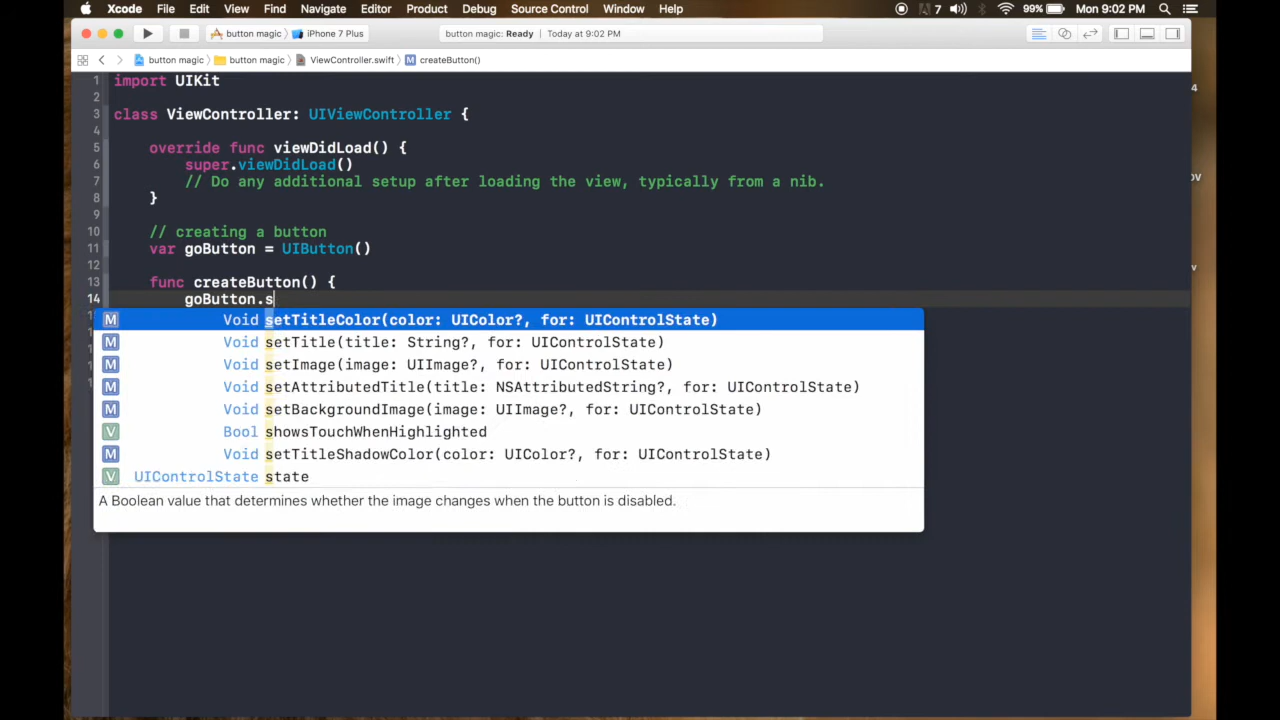 Xcode File Edit View Find Navigate Editor Product Debug Source Control Window Help 7 99% Mon 9:02 PM
button magic iPhone 7 Plus button magic: Ready Today at 9:02 PM
button magic button magic ViewController.swift M createButton()
1 import UIKit
2
3 class ViewController: UIViewController {
4
5 override func viewDidLoad() {
6 super.viewDidLoad()
7 // Do any additional setup after loading the view, typically from a nib.
8 }
9
10 // creating a button
11 var goButton = UIButton()
12
13 func createButton() {
14 goButton.s
M Void setTitleColor(color: UIColor?, for: UIControlState)
M Void setTitle(title: String?, for: UIControlState)
M Void setImage(image: UIImage?, for: UIControlState)
M Void setAttributedTitle(title: NSAttributedString?, for: UIControlState)
M Void setBackgroundImage(image: UIImage?, for: UIControlState)
V Bool showsTouchWhenHighlighted
M Void setTitleShadowColor(color: UIColor?, for: UIControlState)
V UIControlState state
A Boolean value that determines whether the image changes when the button is disabled.